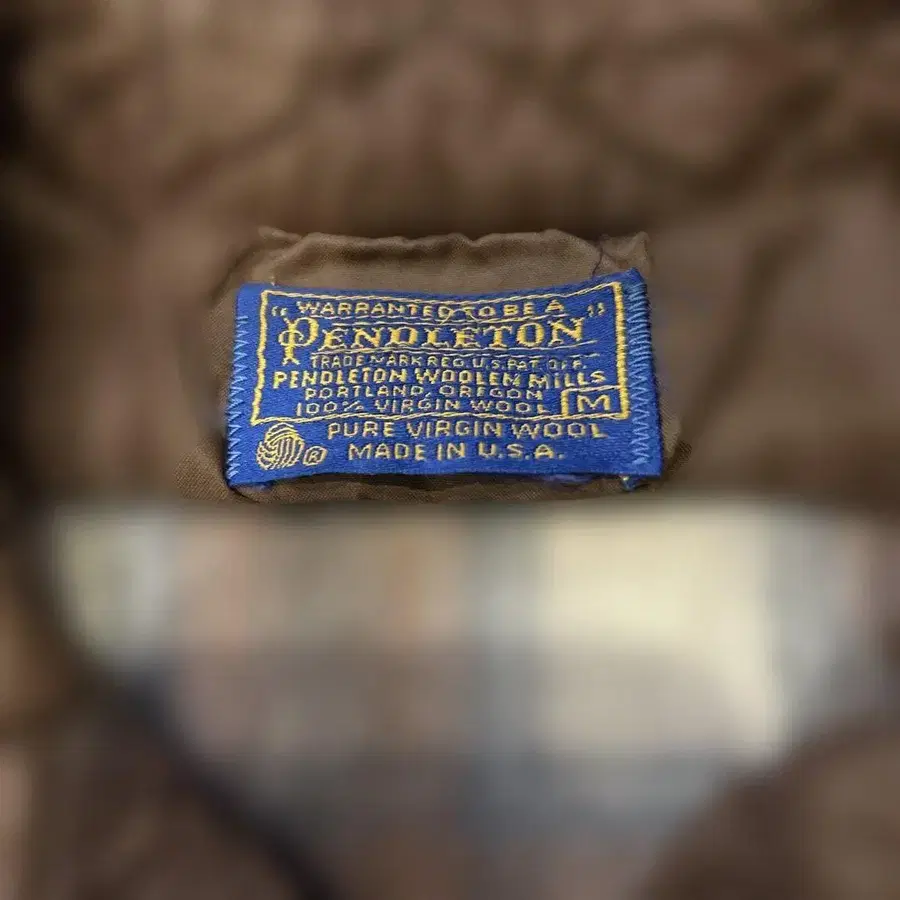 "WARRANTED TO BE A"
PENDLETON
TRADE MARK REG. U.S. PAT. OFF.
PENDLETON WOOLEN MILLS
PORTLAND, OREGON
100% VIRGIN WOOL M
PURE VIRGIN WOOL
® MADE IN U.S.A.